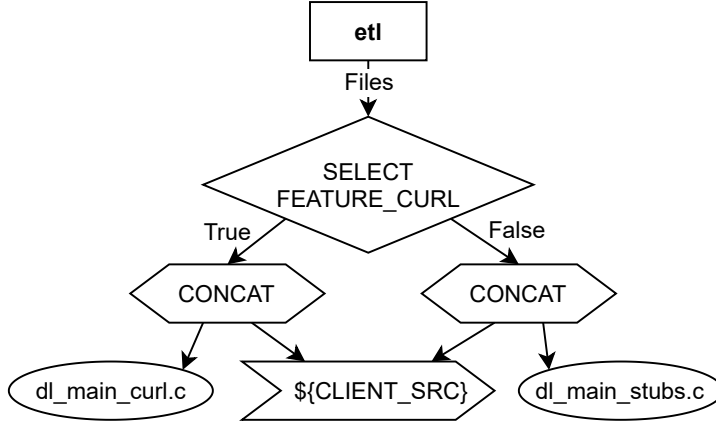 etl
Files
SELECT
FEATURE_CURL
True
False
CONCAT
CONCAT
dl_main_curl.c
${CLIENT_SRC}
dl_main_stubs.c